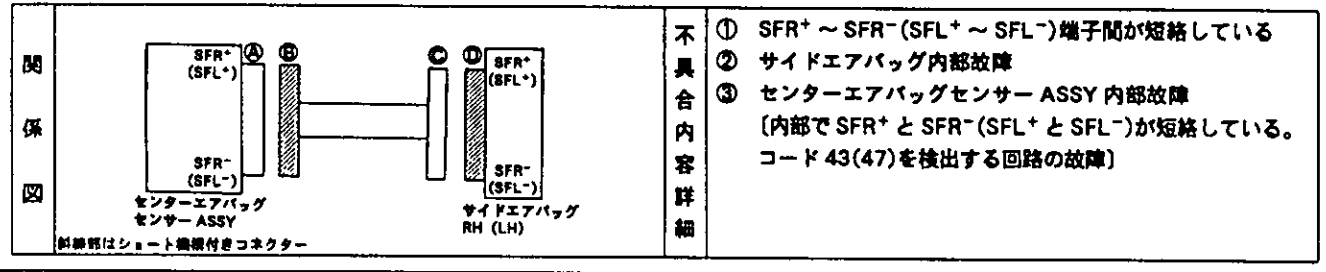 関係図
SFR⁺
(SFL⁺)
Ⓐ
Ⓑ
Ⓒ
Ⓓ
SFR⁺
(SFL⁺)
SFR⁻
(SFL⁻)
SFR⁻
(SFL⁻)
センターエアバッグ
センサー ASSY
サイドエアバッグ
RH (LH)
斜線部はショート機構付きコネクター
不具合内容詳細
① SFR⁺ ~ SFR⁻(SFL⁺ ~ SFL⁻)端子間が短絡している
② サイドエアバッグ内部故障
③ センターエアバッグセンサー ASSY 内部故障
〔内部で SFR⁺ と SFR⁻(SFL⁺ と SFL⁻)が短絡している。
コード 43(47)を検出する回路の故障〕